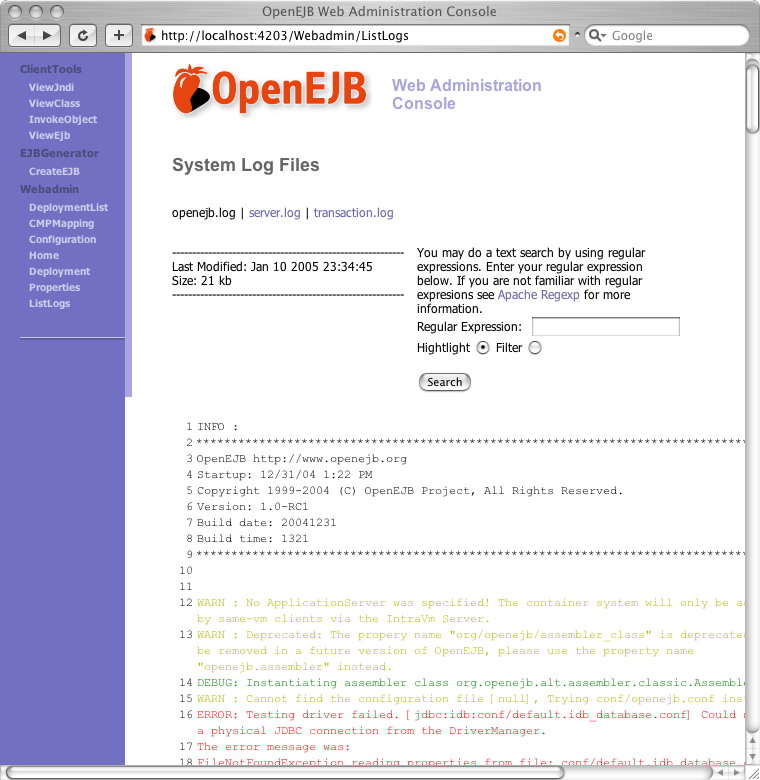 OpenEJB Web Administration Console
http://localhost:4203/Webadmin/ListLogs
Google
ClientTools
ViewJndi
ViewClass
InvokeObject
ViewEjb
EJBGenerator
CreateEJB
Webadmin
DeploymentList
CMPMapping
Configuration
Home
Deployment
Properties
ListLogs
OpenEJB
Web Administration
Console
System Log Files
openejb.log | server.log | transaction.log
----------------------------------------------------------
Last Modified: Jan 10 2005 23:34:45
Size: 21 kb
----------------------------------------------------------
You may do a text search by using regular
expressions. Enter your regular expression
below. If you are not familiar with regular
expresions see Apache Regexp for more
information.
Regular Expression:
Hightlight Filter
Search
1 INFO :
2 *******************************************************************************
3 OpenEJB http://www.openejb.org
4 Startup: 12/31/04 1:22 PM
5 Copyright 1999-2004 (C) OpenEJB Project, All Rights Reserved.
6 Version: 1.0-RC1
7 Build date: 20041231
8 Build time: 1321
9 *******************************************************************************
10
11
12 WARN : No ApplicationServer was specified! The container system will only be
by same-vm clients via the IntraVm Server.
13 WARN : Deprecated: The propery name "org/openejb/assembler_class" is deprecate
be removed in a future version of OpenEJB, please use the property name
"openejb.assembler" instead.
14 DEBUG: Instantiating assembler class org.openejb.alt.assembler.classic.Assemble
15 WARN : Cannot find the configuration file [null], Trying conf/openejb.conf ins
16 ERROR: Testing driver failed. [jdbc:idb:conf/default.idb_database.conf] Could
a physical JDBC connection from the DriverManager.
17 The error message was:
18 FileNotFoundException reading properties from file: conf/default.idb_database.